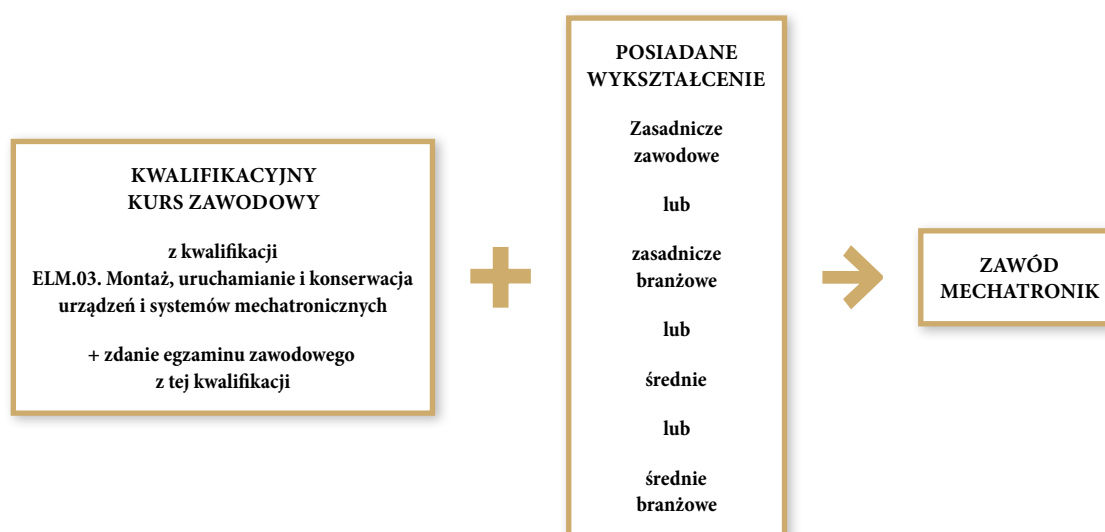 KWALIFIKACYJNY
KURS ZAWODOWY
z kwalifikacji
ELM.03. Montaż, uruchamianie i konserwacja
urządzeń i systemów mechatronicznych
+ zdanie egzaminu zawodowego
z tej kwalifikacji
POSIADANE
WYKSZTAŁCENIE
Zasadnicze
zawodowe
lub
zasadnicze
branżowe
lub
średnie
lub
średnie
branżowe
ZAWÓD
MECHATRONIK